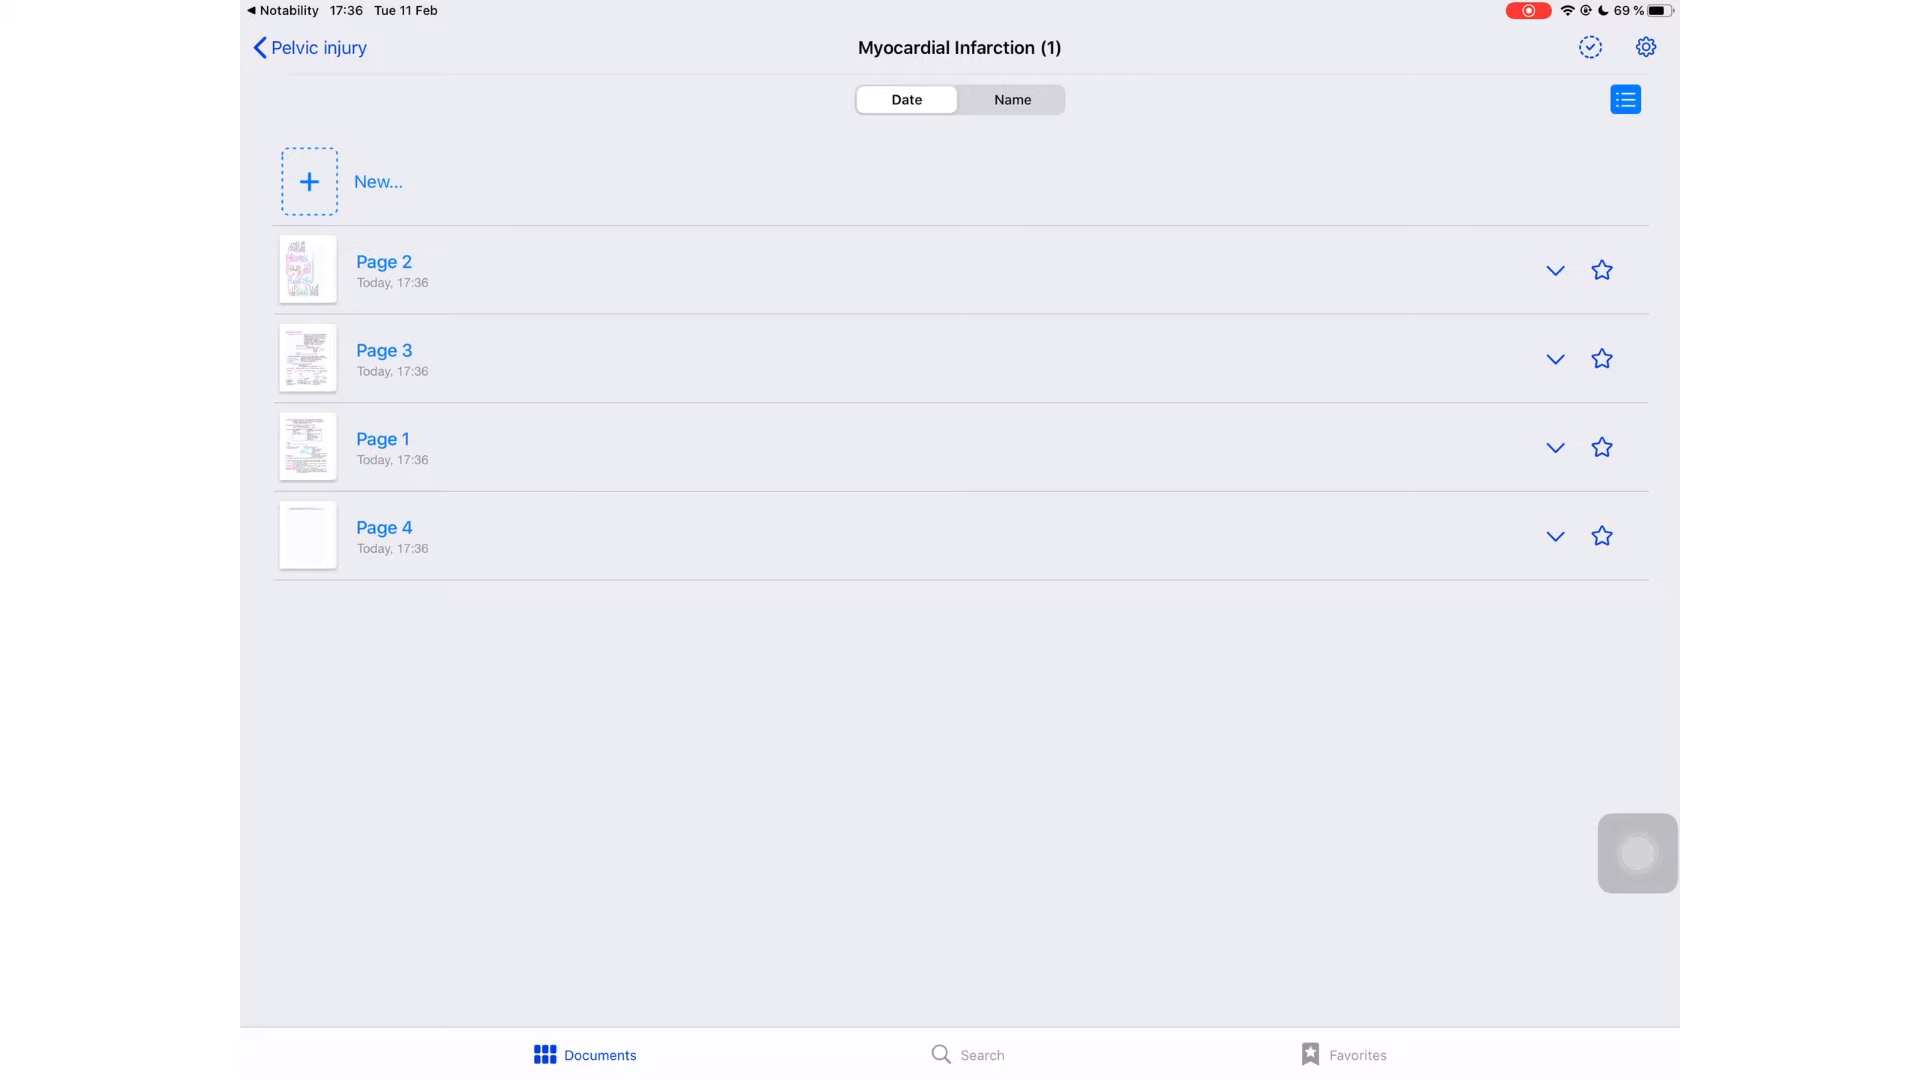 ◀ Notability 17:36 Tue 11 Feb
69 %
Pelvic injury
Myocardial Infarction (1)
Date
Name
New...
Page 2
Today, 17:36
Page 3
Today, 17:36
Page 1
Today, 17:36
Page 4
Today, 17:36
Documents
Search
Favorites